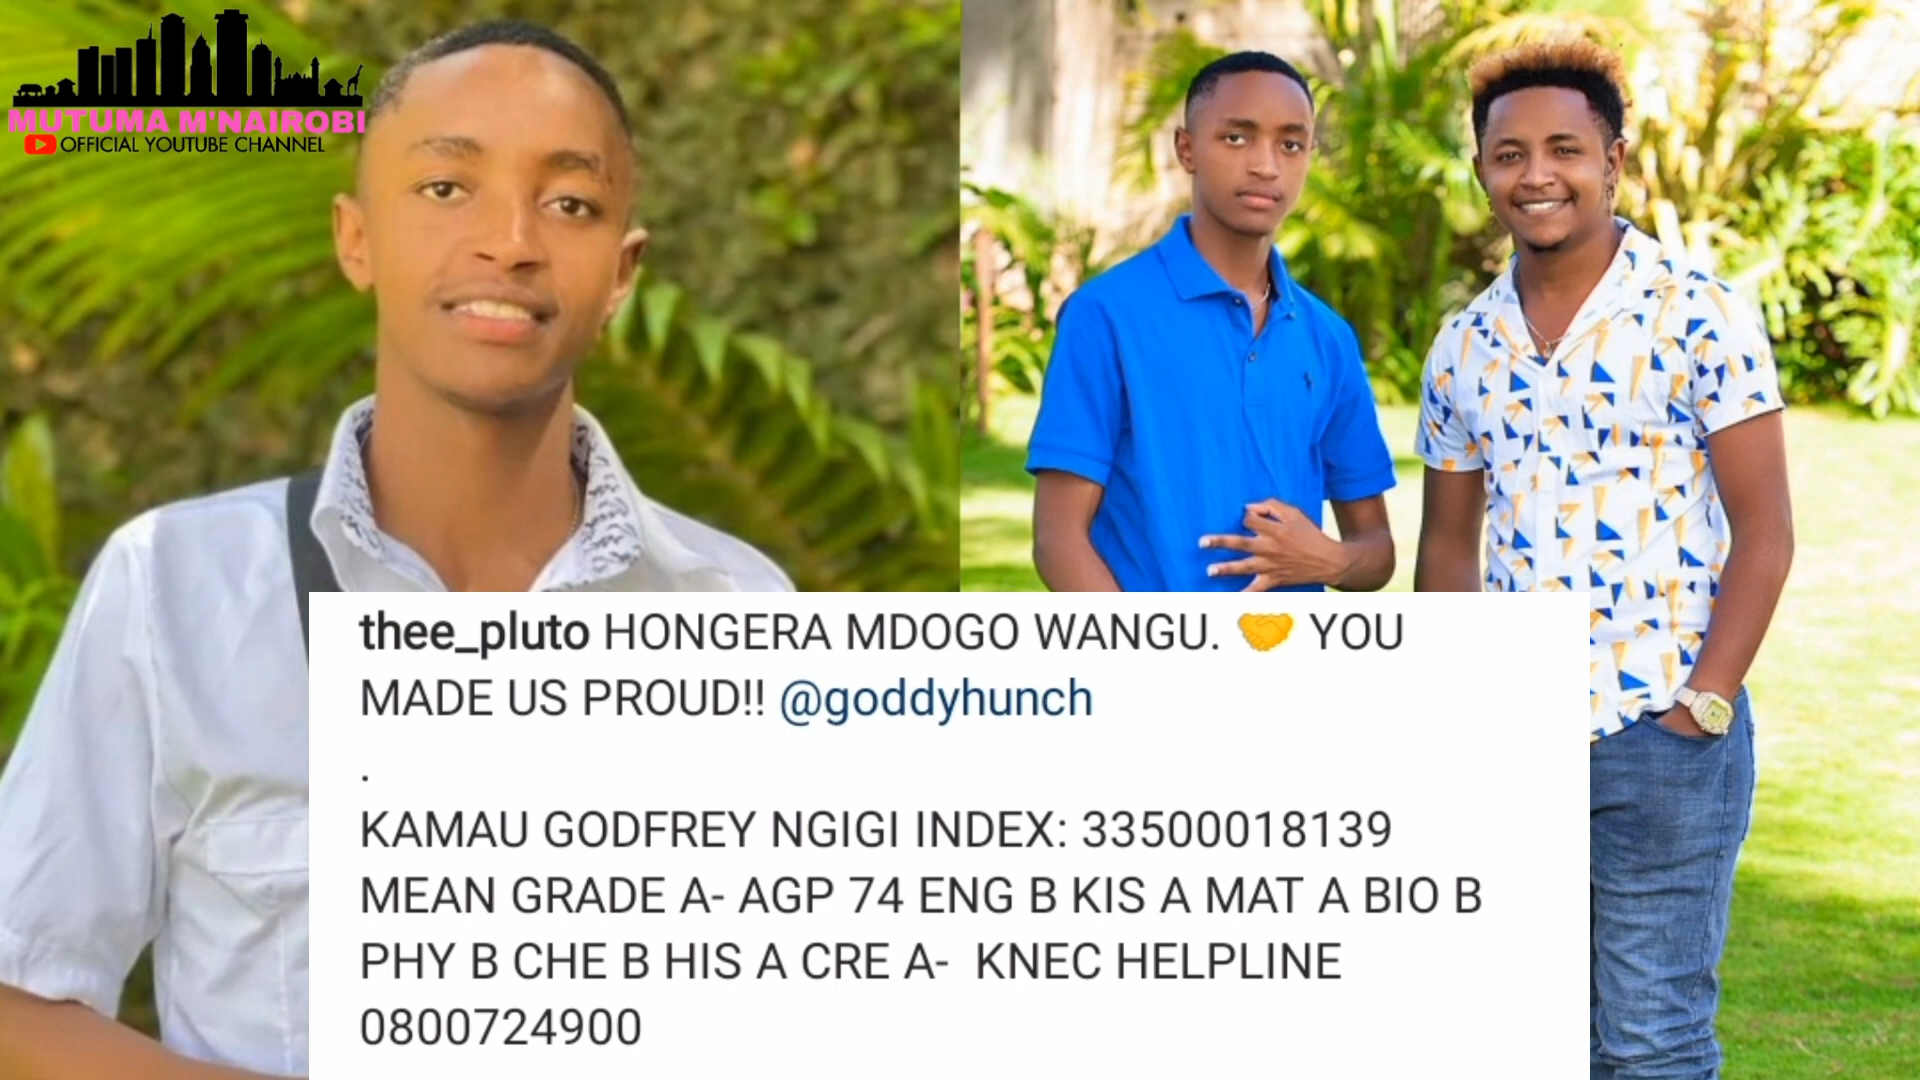 MUTUMA M'NAIROBI
OFFICIAL YOUTUBE CHANNEL
thee_pluto HONGERA MDOGO WANGU. 🤝 YOU
MADE US PROUD!! @goddyhunch
.
KAMAU GODFREY NGIGI INDEX: 33500018139
MEAN GRADE A- AGP 74 ENG B KIS A MAT A BIO B
PHY B CHE B HIS A CRE A- KNEC HELPLINE
0800724900